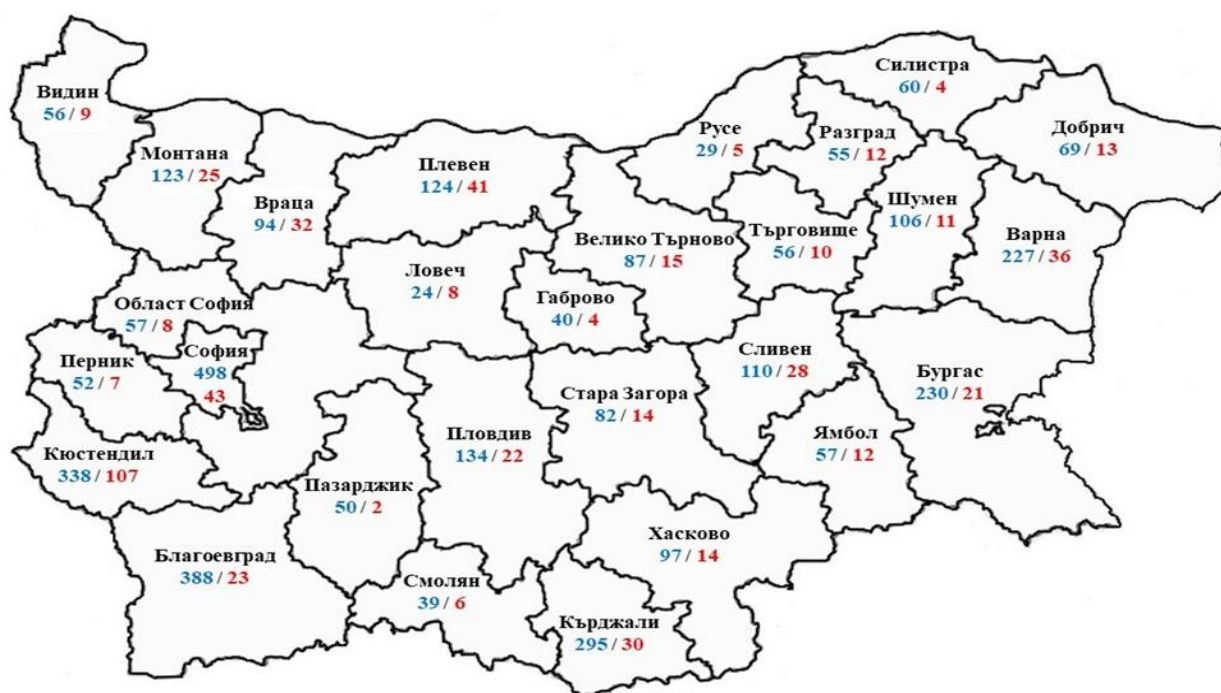 Силистра
60 / 4
Видин
56 / 9
Русе
29 / 5
Разград
55 / 12
Добрич
69 / 13
Монтана
123 / 25
Плевен
124 / 41
Враца
94 / 32
Шумен
106 / 11
Велико Търново
87 / 15
Търговище
56 / 10
Варна
227 / 36
Ловеч
24 / 8
Габрово
40 / 4
Област София
57 / 8
Перник
52 / 7
София
498
43
Сливен
110 / 28
Бургас
230 / 21
Стара Загора
82 / 14
Пловдив
134 / 22
Ямбол
57 / 12
Кюстендил
338 / 107
Пазарджик
50 / 2
Хасково
97 / 14
Благоевград
388 / 23
Смолян
39 / 6
Кърджали
295 / 30